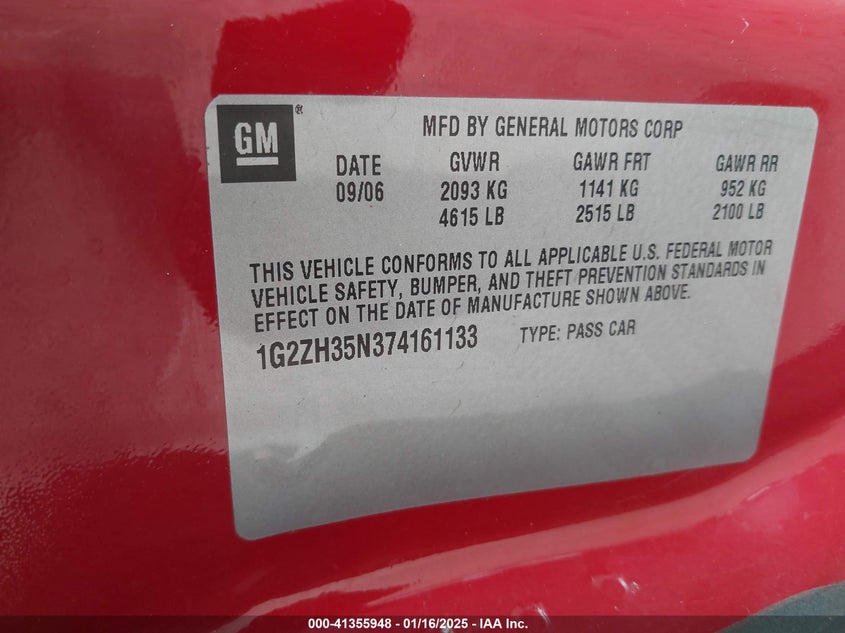 GM ®
MFD BY GENERAL MOTORS CORP
DATE GVWR GAWR FRT GAWR RR
09/06 2093 KG 1141 KG 952 KG
4615 LB 2515 LB 2100 LB
THIS VEHICLE CONFORMS TO ALL APPLICABLE U.S. FEDERAL MOTOR
VEHICLE SAFETY, BUMPER, AND THEFT PREVENTION STANDARDS IN
EFFECT ON THE DATE OF MANUFACTURE SHOWN ABOVE.
1G2ZH35N374161133 TYPE: PASS CAR
000-41355948 - 01/16/2025 - IAA Inc.